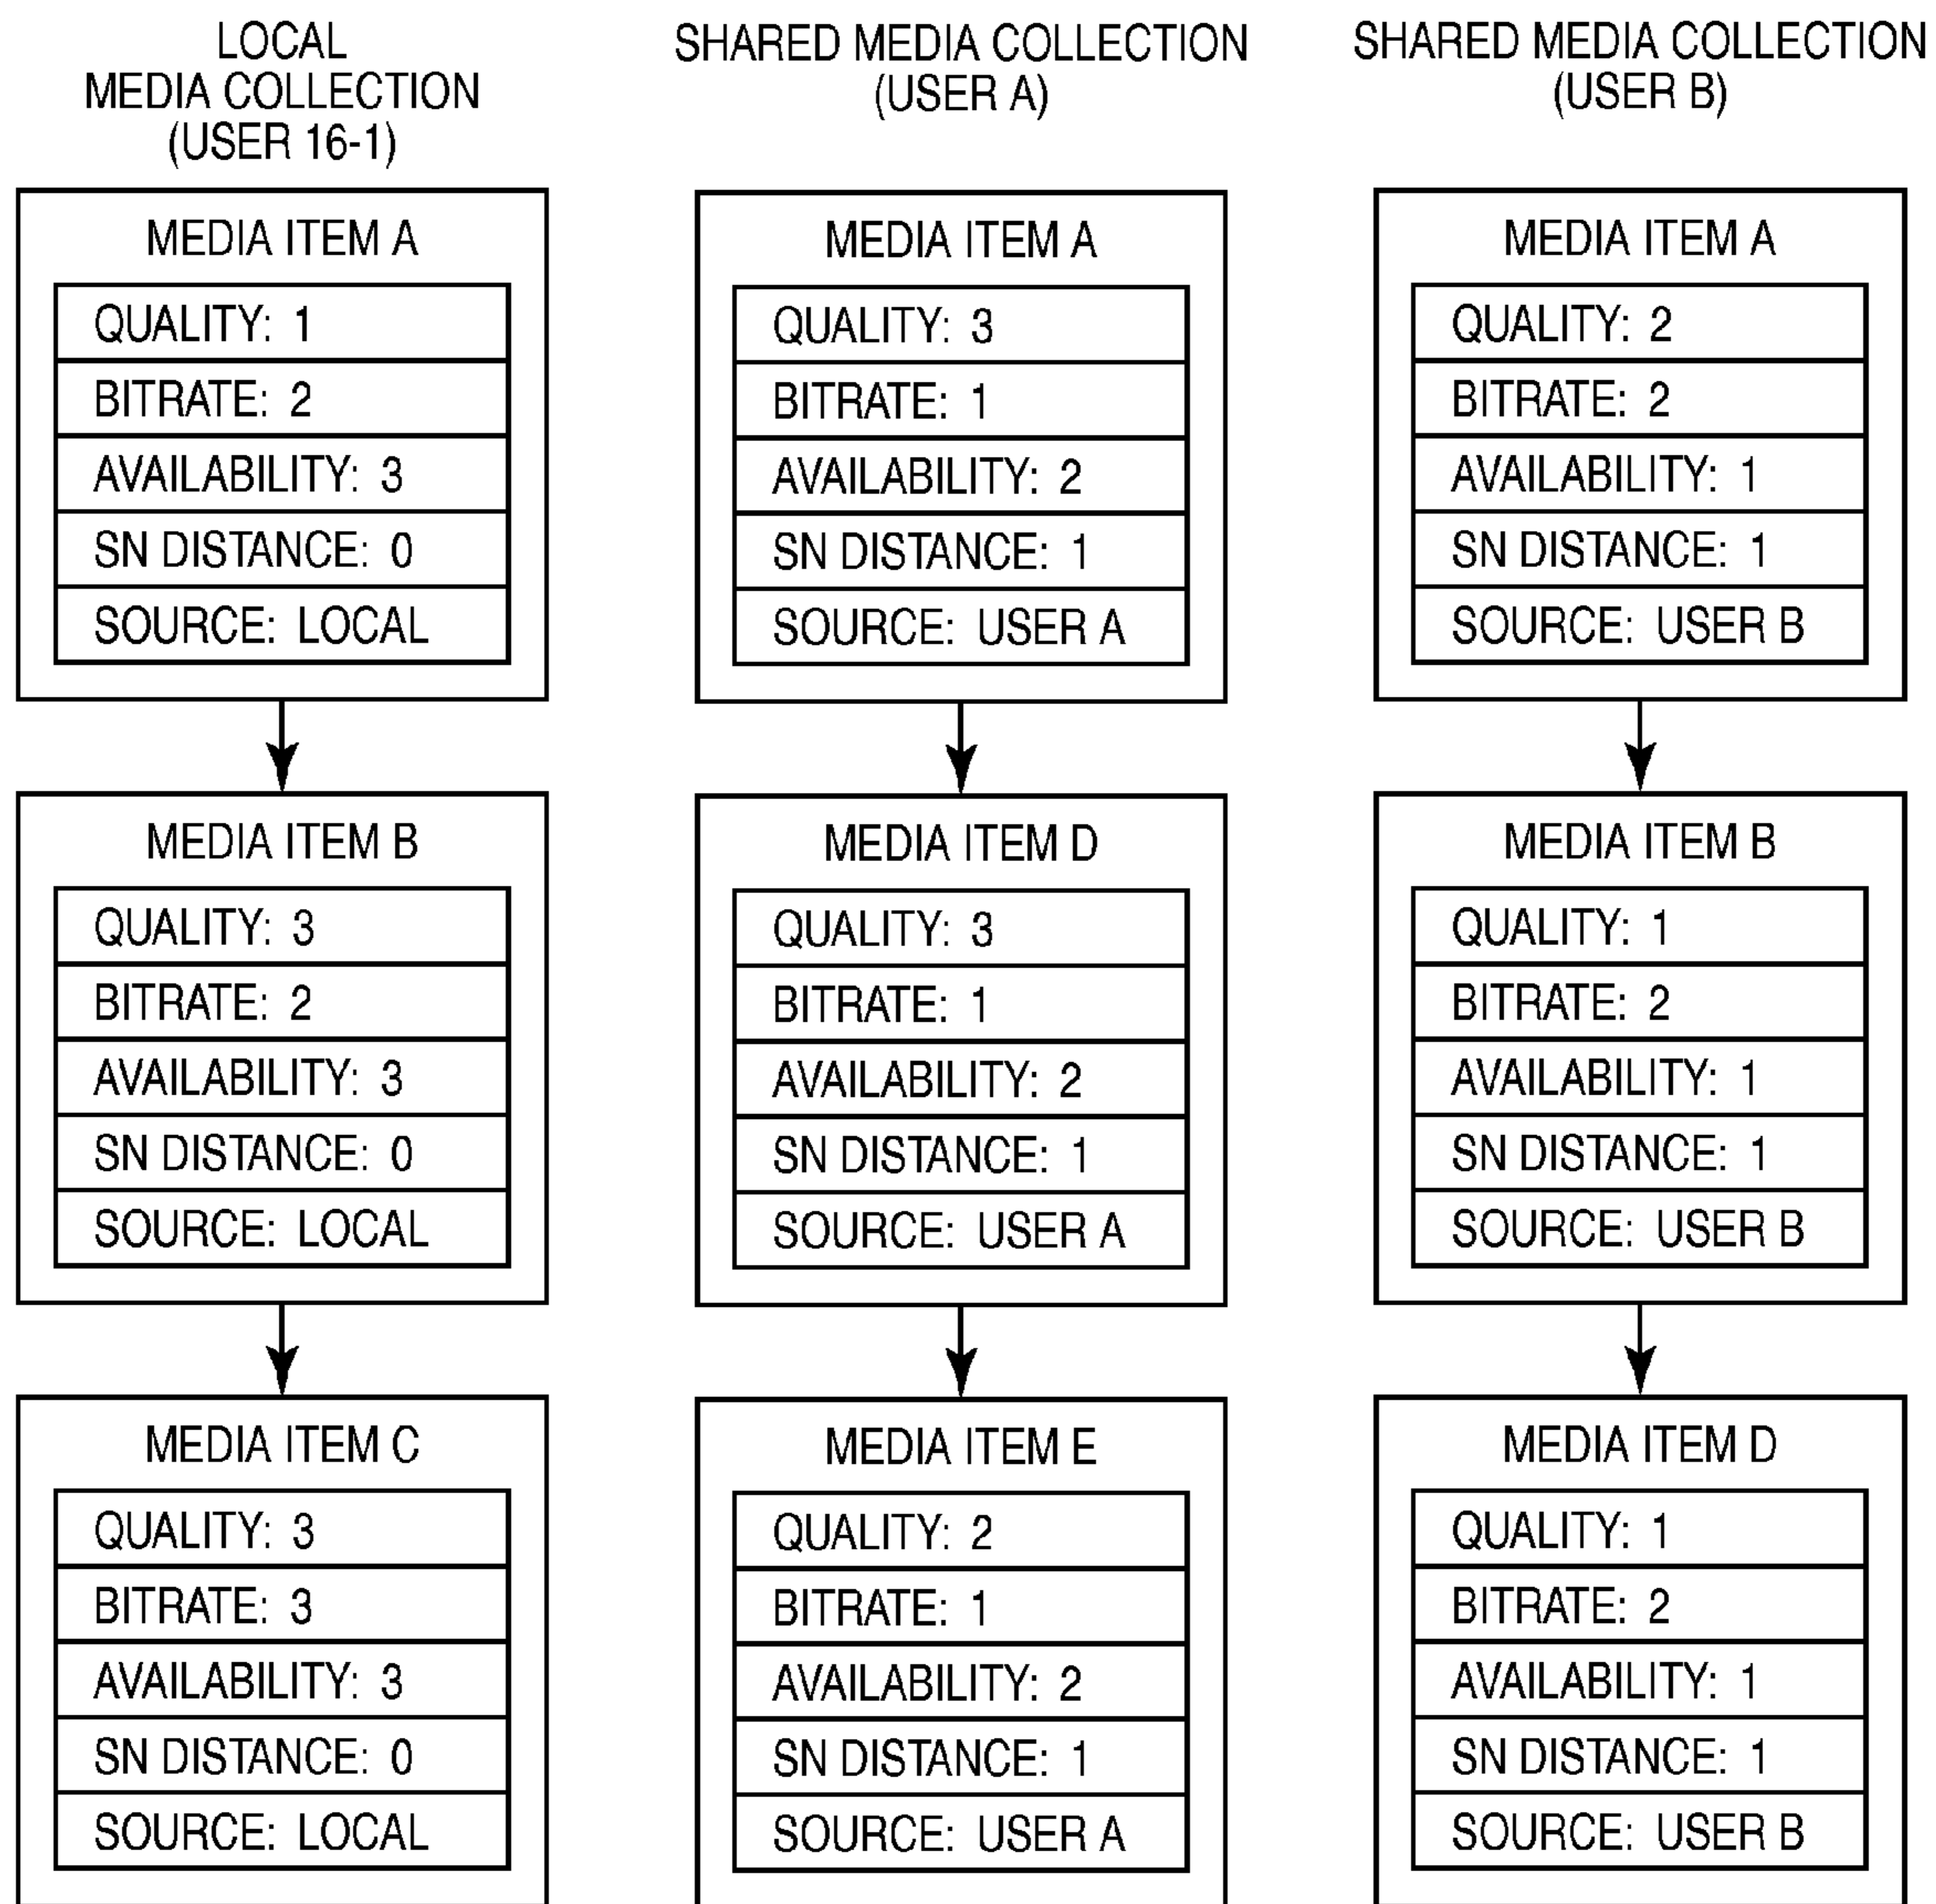 LOCAL
MEDIA COLLECTION
(USER 16-1)
MEDIA ITEM A
QUALITY: 1
BITRATE: 2
AVAILABILITY: 3
SN DISTANCE: 0
SOURCE: LOCAL
MEDIA ITEM B
QUALITY: 3
BITRATE: 2
AVAILABILITY: 3
SN DISTANCE: 0
SOURCE: LOCAL
MEDIA ITEM C
QUALITY: 3
BITRATE: 3
AVAILABILITY: 3
SN DISTANCE: 0
SOURCE: LOCAL
SHARED MEDIA COLLECTION
(USER A)
MEDIA ITEM A
QUALITY: 3
BITRATE: 1
AVAILABILITY: 2
SN DISTANCE: 1
SOURCE: USER A
MEDIA ITEM D
QUALITY: 3
BITRATE: 1
AVAILABILITY: 2
SN DISTANCE: 1
SOURCE: USER A
MEDIA ITEM E
QUALITY: 2
BITRATE: 1
AVAILABILITY: 2
SN DISTANCE: 1
SOURCE: USER A
SHARED MEDIA COLLECTION
(USER B)
MEDIA ITEM A
QUALITY: 2
BITRATE: 2
AVAILABILITY: 1
SN DISTANCE: 1
SOURCE: USER B
MEDIA ITEM B
QUALITY: 1
BITRATE: 2
AVAILABILITY: 1
SN DISTANCE: 1
SOURCE: USER B
MEDIA ITEM D
QUALITY: 1
BITRATE: 2
AVAILABILITY: 1
SN DISTANCE: 1
SOURCE: USER B